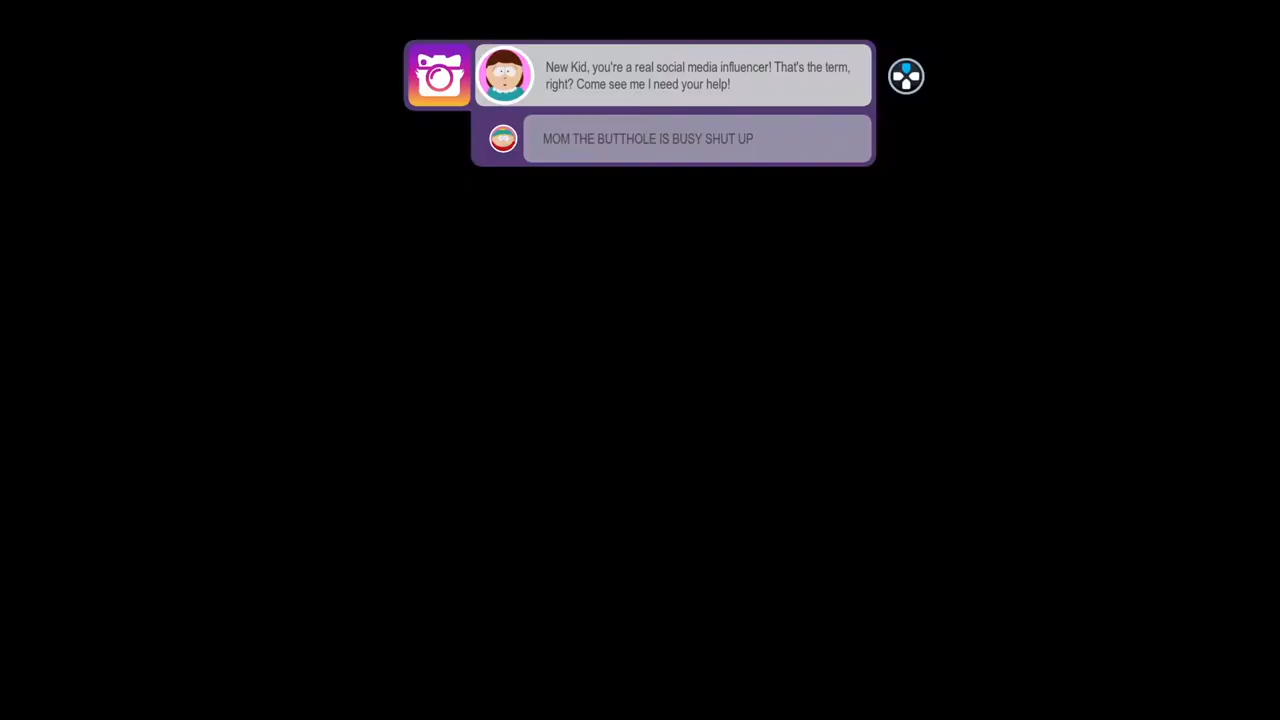 New Kid, you're a real social media influencer! That's the term,
right? Come see me I need your help!
MOM THE BUTTHOLE IS BUSY SHUT UP